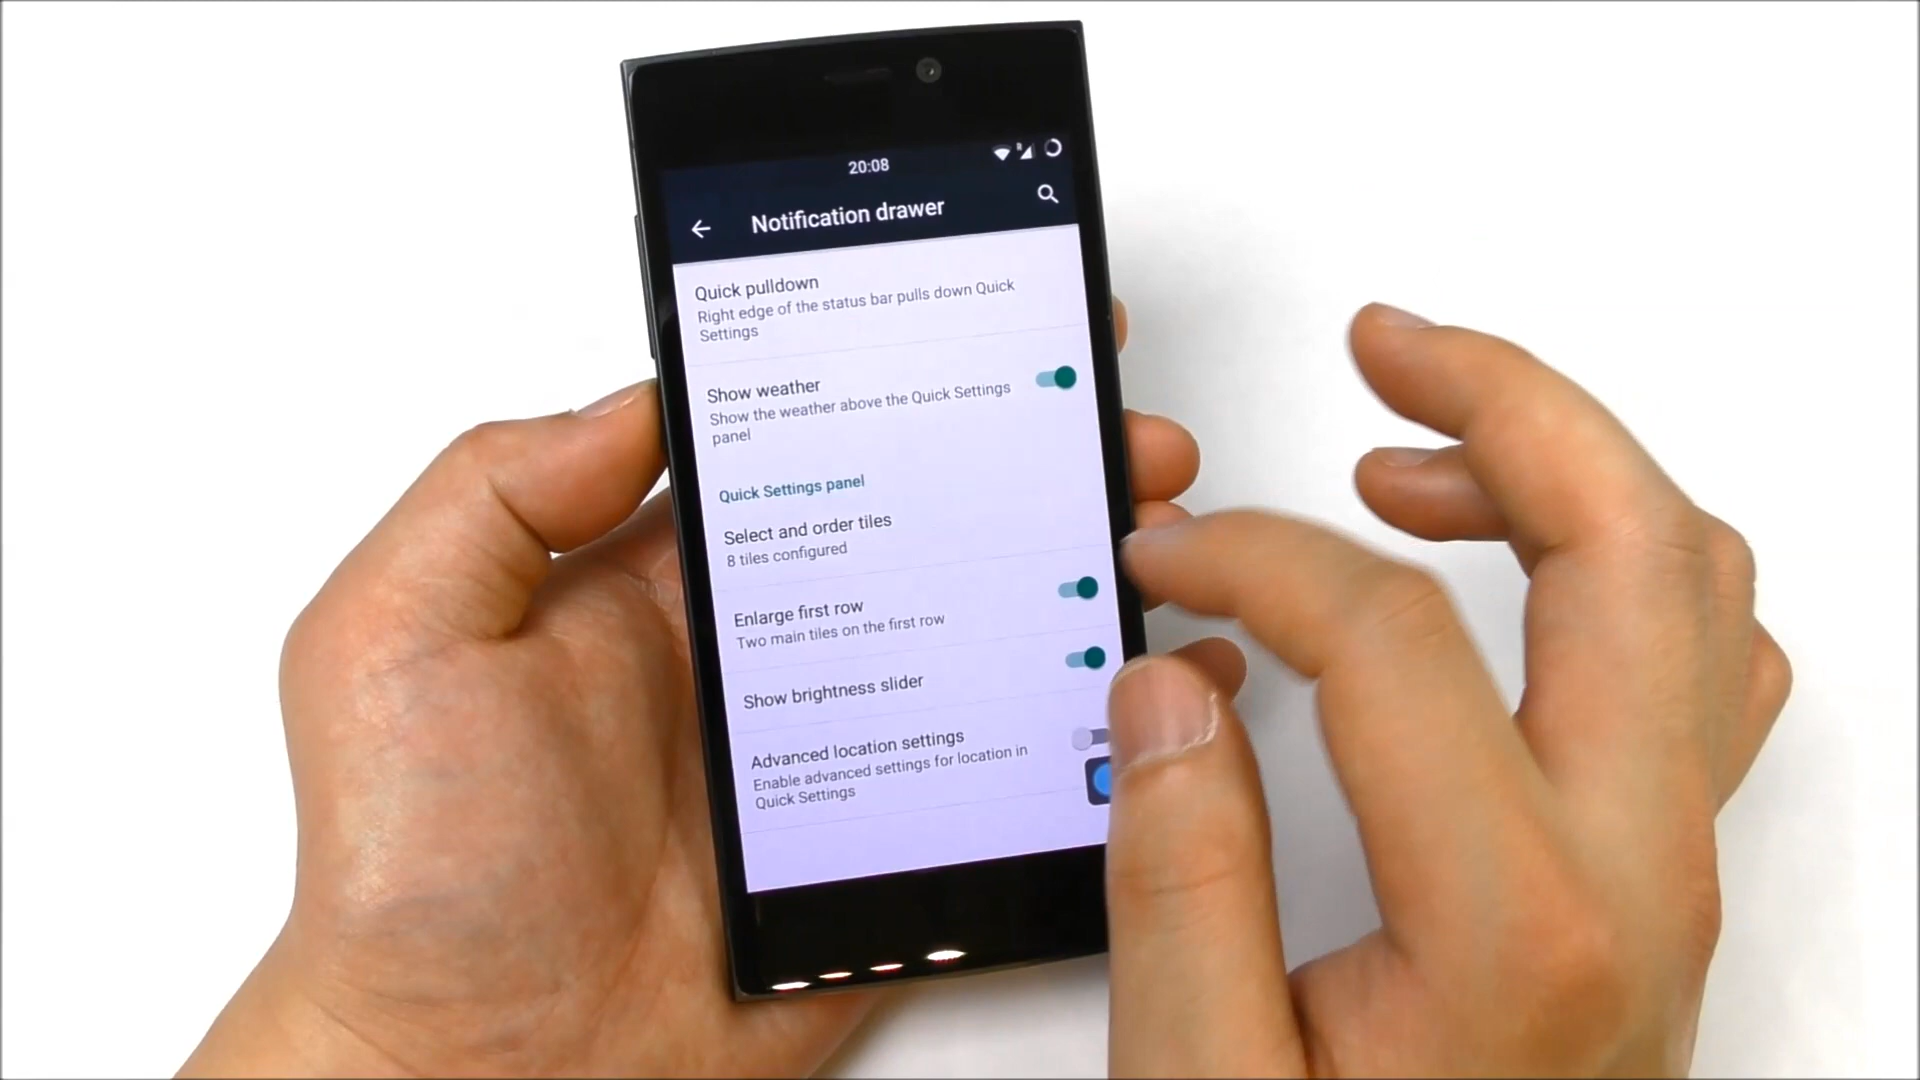 20:08
R
Notification drawer
Quick pulldown
Right edge of the status bar pulls down Quick
Settings
Show weather
Show the weather above the Quick Settings
panel
Quick Settings panel
Select and order tiles
8 tiles configured
Enlarge first row
Two main tiles on the first row
Show brightness slider
Advanced location settings
Enable advanced settings for location in
Quick Settings